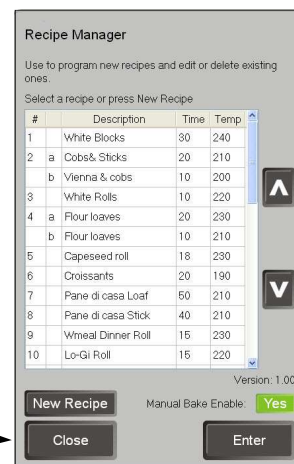 Recipe Manager
Use to program new recipes and edit or delete existing
ones.
Select a recipe or press New Recipe
# Description Time Temp
1 White Blocks 30 240
2 a Cobs& Sticks 20 210
b Vienna & cobs 10 200
3 White Rolls 10 220
4 a Flour loaves 20 230
b Flour loaves 10 210
5 Capeseed roll 18 230
6 Croissants 20 190
7 Pane di casa Loaf 50 210
8 Pane di casa Stick 40 210
9 Wmeal Dinner Roll 15 230
10 Lo-Gi Roll 15 220
Version: 1.00
New Recipe Manual Bake Enable: Yes
Close Enter